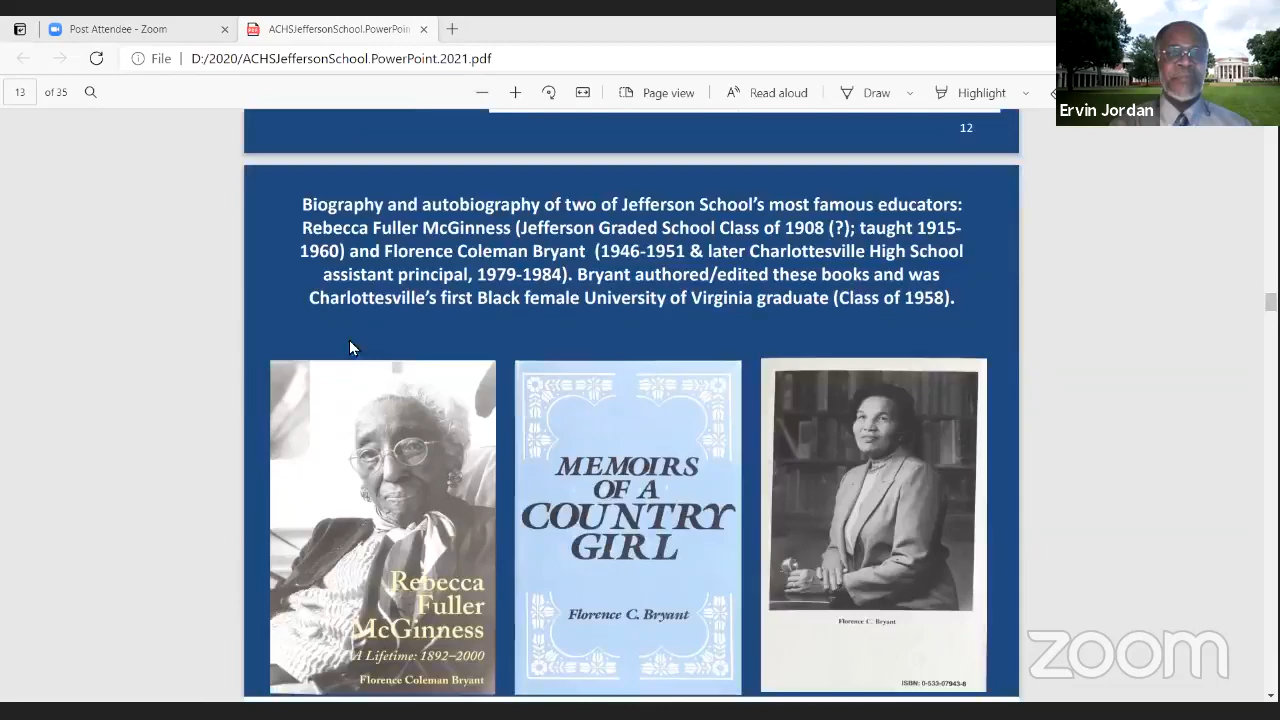 Post Attendee - Zoom
ACHSJeffersonSchool.PowerPoin
File
D:/2020/ACHSJeffersonSchool.PowerPoint.2021.pdf
13 of 35
Page view
Read aloud
Draw
Highlight
Ervin Jordan
12
Biography and autobiography of two of Jefferson School’s most famous educators:
Rebecca Fuller McGinness (Jefferson Graded School Class of 1908 (?); taught 1915-
1960) and Florence Coleman Bryant (1946-1951 & later Charlottesville High School
assistant principal, 1979-1984). Bryant authored/edited these books and was
Charlottesville’s first Black female University of Virginia graduate (Class of 1958).
Rebecca
Fuller
McGinness
A Lifetime: 1892–2000
Florence Coleman Bryant
MEMOIRS
OF A
COUNTRY
GIRL
Florence C. Bryant
Florence C. Bryant
ISBN: 0-533-07943-8
zoom